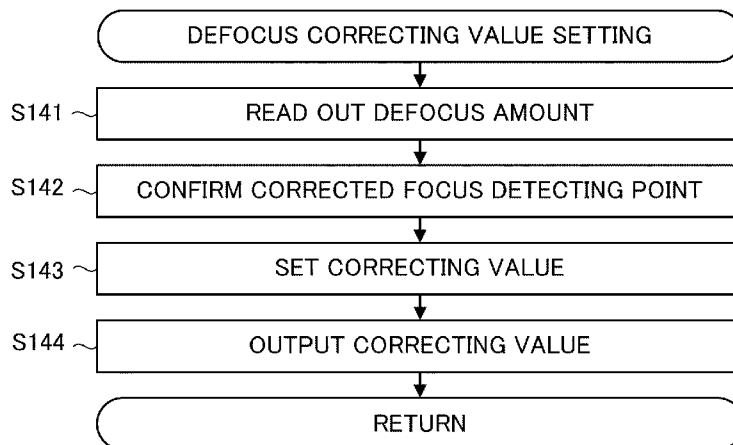 DEFOCUS CORRECTING VALUE SETTING
S141 READ OUT DEFOCUS AMOUNT
S142 CONFIRM CORRECTED FOCUS DETECTING POINT
S143 SET CORRECTING VALUE
S144 OUTPUT CORRECTING VALUE
RETURN